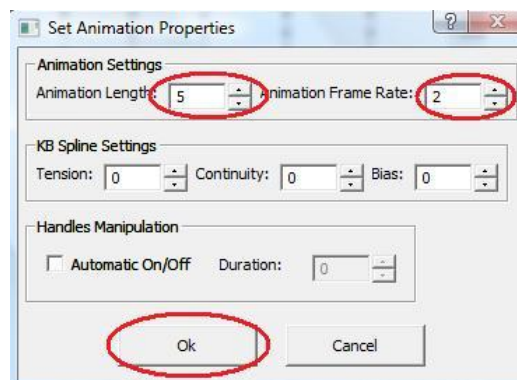 Set Animation Properties
Animation Settings
Animation Length: 5 Animation Frame Rate: 2
KB Spline Settings
Tension: 0 Continuity: 0 Bias: 0
Handles Manipulation
Automatic On/Off Duration: 0
Ok Cancel